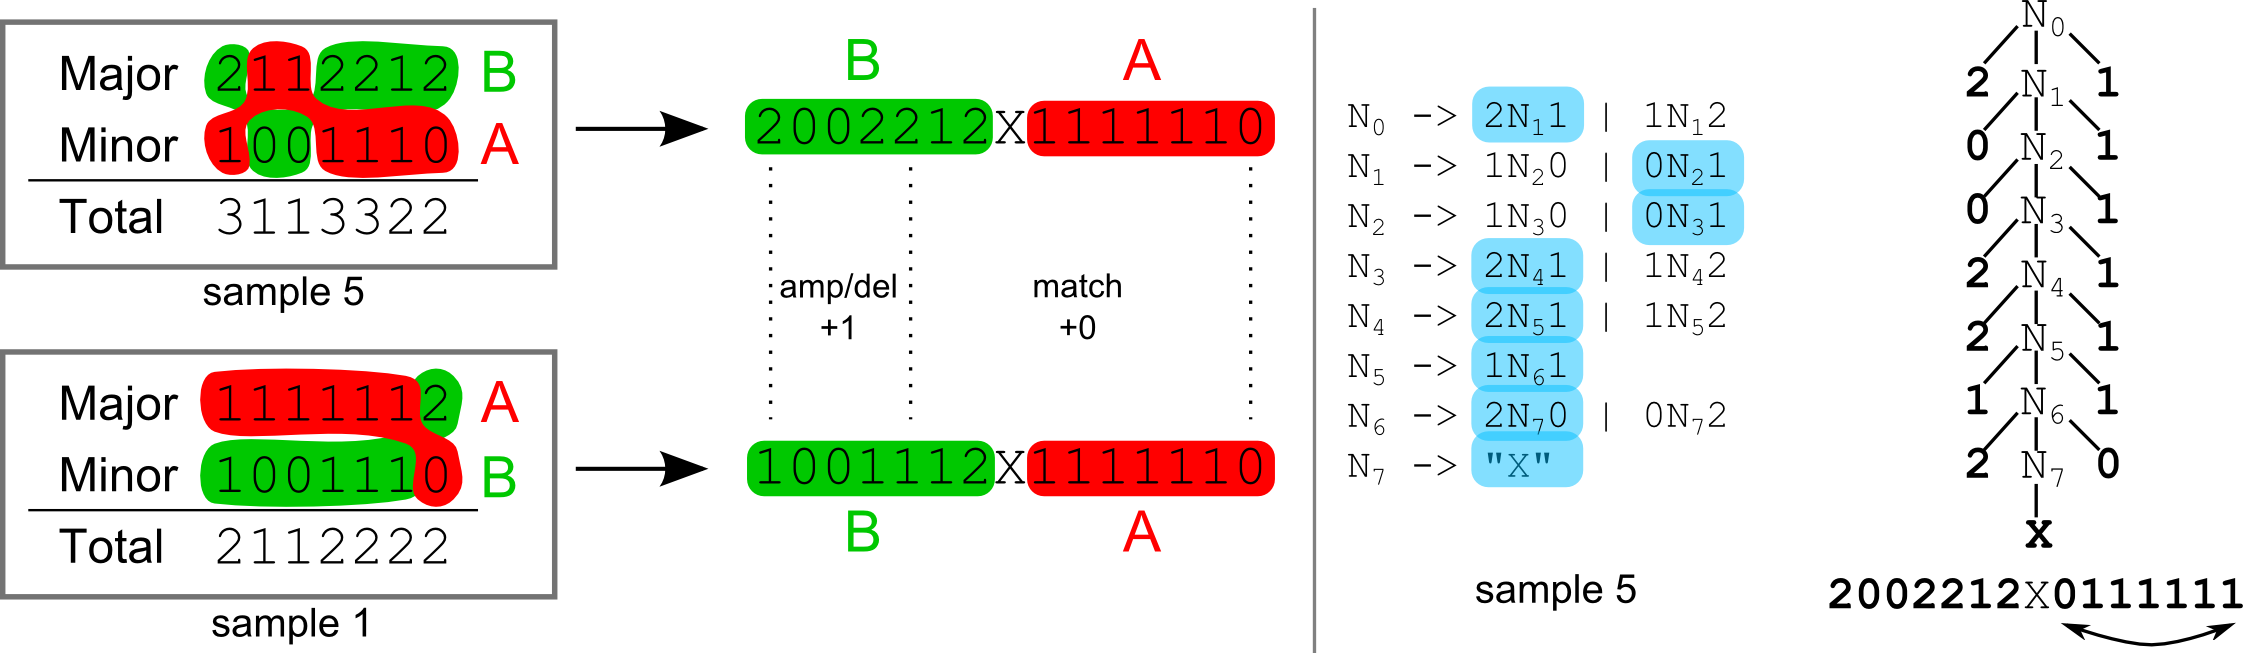 Major 2112212 B
Minor 1001110 A
Total 3113322
sample 5
Major 1111112 A
Minor 1001110 B
Total 2112222
sample 1
B A
2002212X1111110
amp/del match
+1 +0
1001112X1111110
B A
N0 -> 2N11 | 1N12
N1 -> 1N20 | 0N21
N2 -> 1N30 | 0N31
N3 -> 2N41 | 1N42
N4 -> 2N51 | 1N52
N5 -> 1N61
N6 -> 2N70 | 0N72
N7 -> "X"
sample 5
N0
2 N1 1
0 N2 1
0 N3 1
2 N4 1
2 N5 1
1 N6 1
2 N7 0
X
2002212X0111111